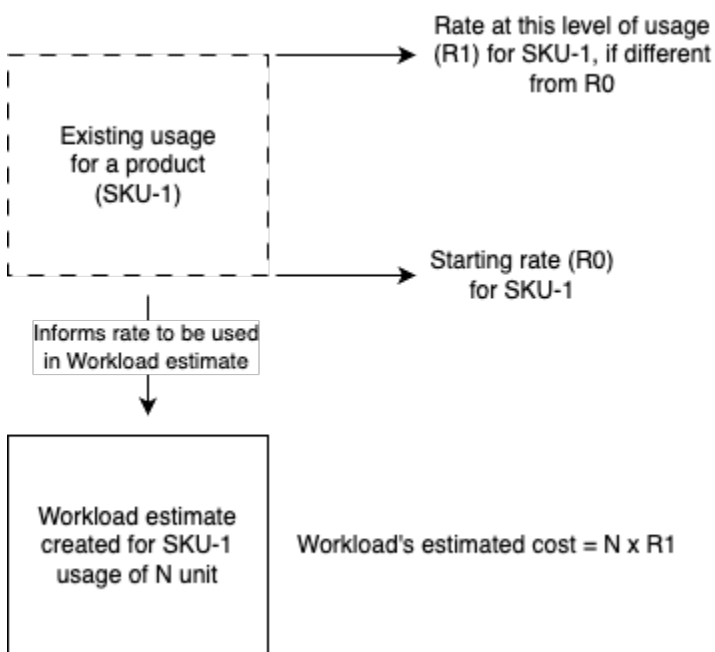 Rate at this level of usage
(R1) for SKU-1, if different
from R0
Existing usage
for a product
(SKU-1)
Starting rate (R0)
for SKU-1
Informs rate to be used
in Workload estimate
Workload estimate
created for SKU-1
usage of N unit
Workload's estimated cost = N x R1